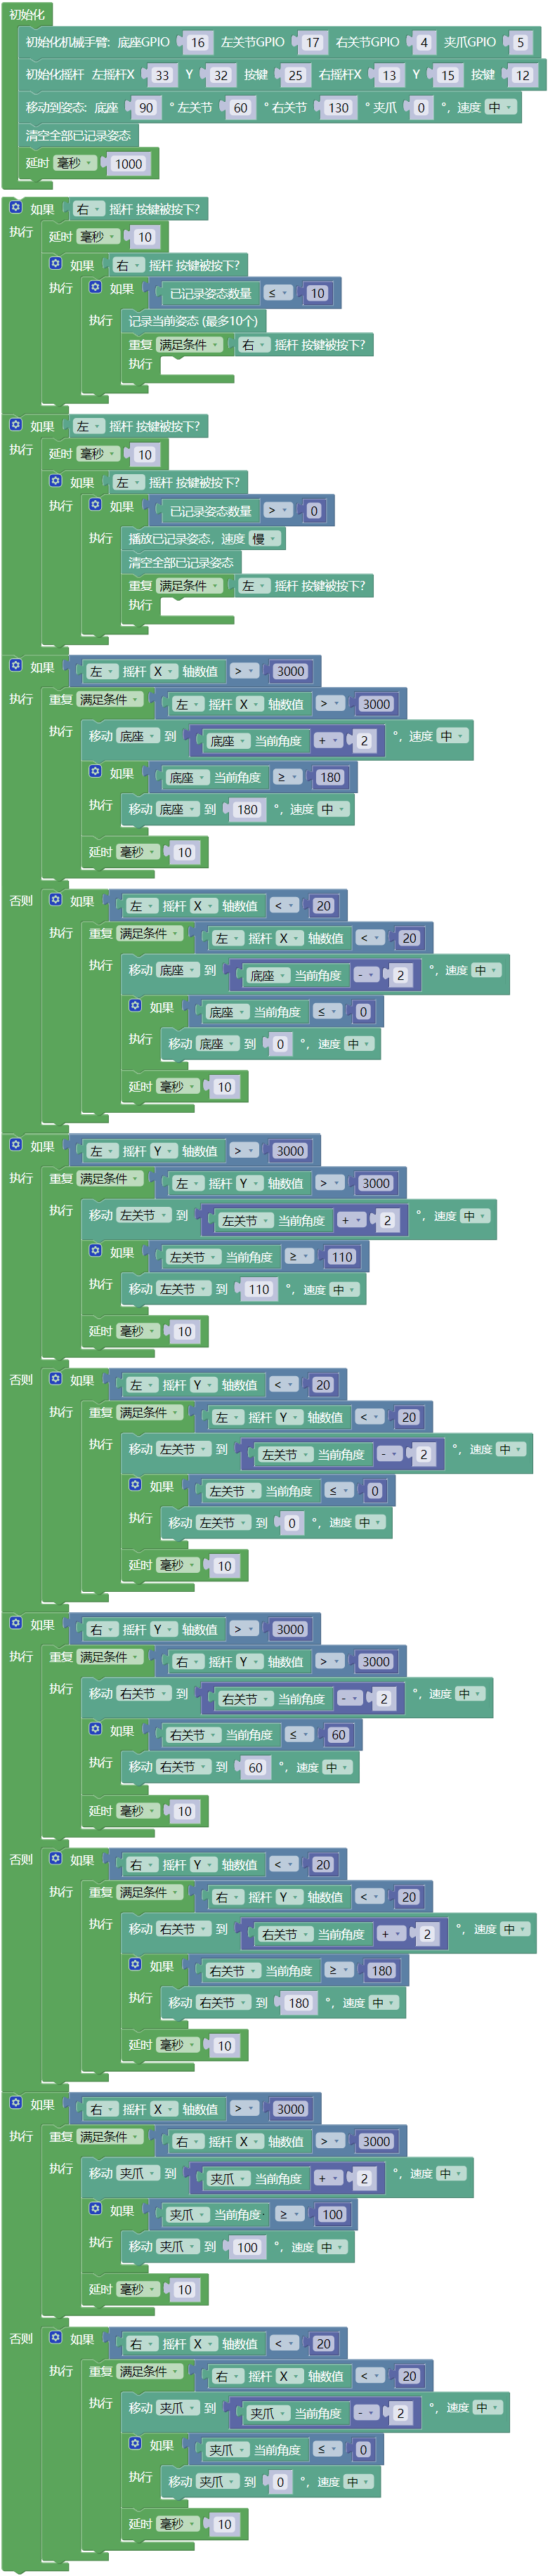 初始化
初始化机械手臂: 底座GPIO 16 左关节GPIO 17 右关节GPIO 4 夹爪GPIO 5
初始化摇杆 左摇杆X 33 Y 32 按键 25 右摇杆X 13 Y 15 按键 12
移动到姿态: 底座 90 ° 左关节 60 ° 右关节 130 ° 夹爪 0 °, 速度 中
清空全部已记录姿态
延时 毫秒 1000
如果 右 摇杆 按键被按下?
执行 延时 毫秒 10
如果 右 摇杆 按键被按下?
执行 如果 已记录姿态数量 ≤ 10
执行 记录当前姿态 (最多10个)
重复 满足条件 右 摇杆 按键被按下?
执行
如果 左 摇杆 按键被按下?
执行 延时 毫秒 10
如果 左 摇杆 按键被按下?
执行 如果 已记录姿态数量 > 0
执行 播放已记录姿态, 速度 慢
清空全部已记录姿态
重复 满足条件 左 摇杆 按键被按下?
执行
如果 左 摇杆 X 轴数值 > 3000
执行 重复 满足条件 左 摇杆 X 轴数值 > 3000
执行 移动 底座 到 底座 当前角度 + 2 °, 速度 中
如果 底座 当前角度 ≥ 180
执行 移动 底座 到 180 °, 速度 中
延时 毫秒 10
否则 如果 左 摇杆 X 轴数值 < 20
执行 重复 满足条件 左 摇杆 X 轴数值 < 20
执行 移动 底座 到 底座 当前角度 - 2 °, 速度 中
如果 底座 当前角度 ≤ 0
执行 移动 底座 到 0 °, 速度 中
延时 毫秒 10
如果 左 摇杆 Y 轴数值 > 3000
执行 重复 满足条件 左 摇杆 Y 轴数值 > 3000
执行 移动 左关节 到 左关节 当前角度 + 2 °, 速度 中
如果 左关节 当前角度 ≥ 110
执行 移动 左关节 到 110 °, 速度 中
延时 毫秒 10
否则 如果 左 摇杆 Y 轴数值 < 20
执行 重复 满足条件 左 摇杆 Y 轴数值 < 20
执行 移动 左关节 到 左关节 当前角度 - 2 °, 速度 中
如果 左关节 当前角度 ≤ 0
执行 移动 左关节 到 0 °, 速度 中
延时 毫秒 10
如果 右 摇杆 Y 轴数值 > 3000
执行 重复 满足条件 右 摇杆 Y 轴数值 > 3000
执行 移动 右关节 到 右关节 当前角度 - 2 °, 速度 中
如果 右关节 当前角度 ≤ 60
执行 移动 右关节 到 60 °, 速度 中
延时 毫秒 10
否则 如果 右 摇杆 Y 轴数值 < 20
执行 重复 满足条件 右 摇杆 Y 轴数值 < 20
执行 移动 右关节 到 右关节 当前角度 + 2 °, 速度 中
如果 右关节 当前角度 ≥ 180
执行 移动 右关节 到 180 °, 速度 中
延时 毫秒 10
如果 右 摇杆 X 轴数值 > 3000
执行 重复 满足条件 右 摇杆 X 轴数值 > 3000
执行 移动 夹爪 到 夹爪 当前角度 + 2 °, 速度 中
如果 夹爪 当前角度 ≥ 100
执行 移动 夹爪 到 100 °, 速度 中
延时 毫秒 10
否则 如果 右 摇杆 X 轴数值 < 20
执行 重复 满足条件 右 摇杆 X 轴数值 < 20
执行 移动 夹爪 到 夹爪 当前角度 - 2 °, 速度 中
如果 夹爪 当前角度 ≤ 0
执行 移动 夹爪 到 0 °, 速度 中
延时 毫秒 10